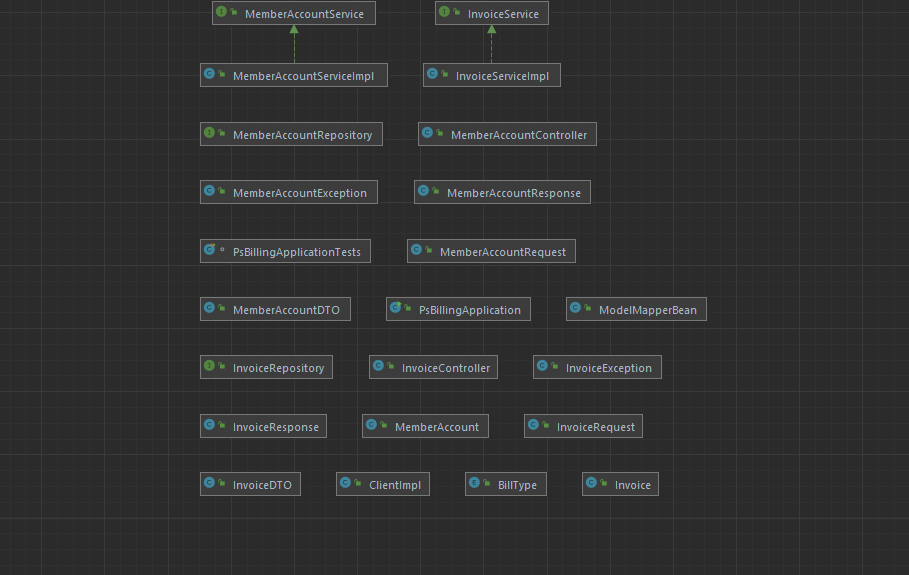 MemberAccountService InvoiceService
MemberAccountServiceImpl InvoiceServiceImpl
MemberAccountRepository MemberAccountController
MemberAccountException MemberAccountResponse
PsBillingApplicationTests MemberAccountRequest
MemberAccountDTO PsBillingApplication ModelMapperBean
InvoiceRepository InvoiceController InvoiceException
InvoiceResponse MemberAccount InvoiceRequest
InvoiceDTO ClientImpl BillType Invoice